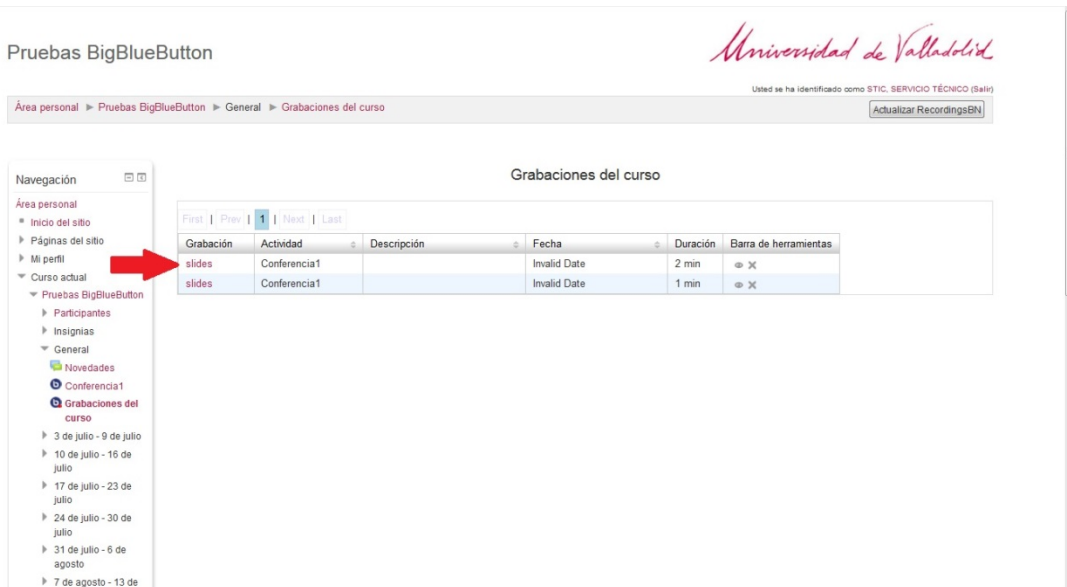 Pruebas BigBlueButton
Universidad de Valladolid
Usted se ha identificado como STIC, SERVICIO TÉCNICO (Salir)
Área personal Pruebas BigBlueButton General Grabaciones del curso
Actualizar RecordingsBN
Navegación
Área personal
Inicio del sitio
Páginas del sitio
Mi perfil
Curso actual
Pruebas BigBlueButton
Participantes
Insignias
General
Novedades
Conferencia1
Grabaciones del
curso
3 de julio - 9 de julio
10 de julio - 16 de
julio
17 de julio - 23 de
julio
24 de julio - 30 de
julio
31 de julio - 6 de
agosto
7 de agosto - 13 de
Grabaciones del curso
First | Prev | 1 | Next | Last
Grabación Actividad Descripción Fecha Duración Barra de herramientas
slides Conferencia1 Invalid Date 2 min
slides Conferencia1 Invalid Date 1 min